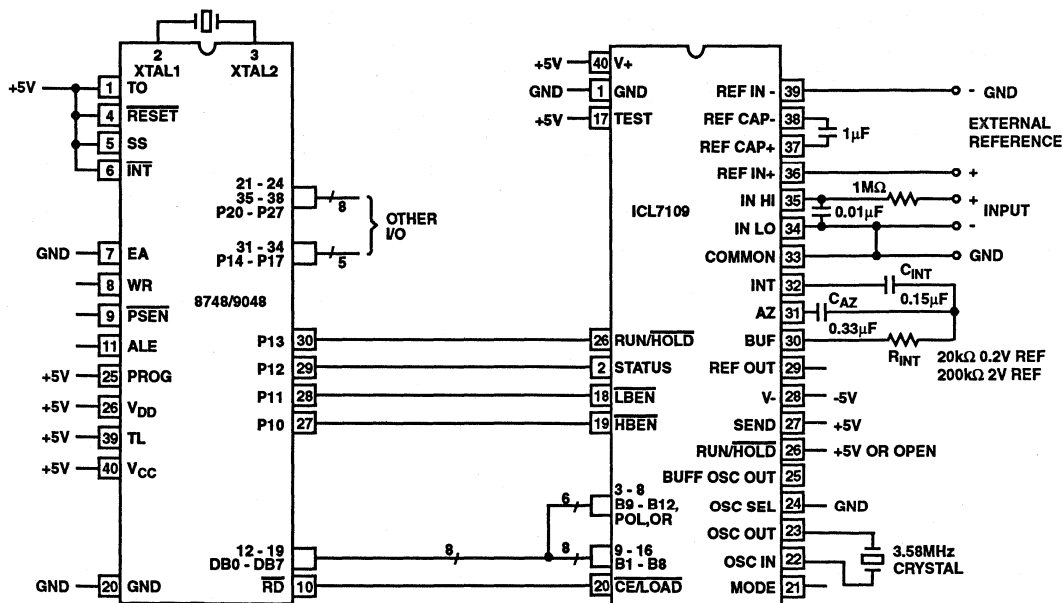 2
3
XTAL1
XTAL2
+5V
1
TO
4
RESET
5
SS
6
INT
21 - 24
35 - 38
P20 - P27
8
OTHER
I/O
31 - 34
P14 - P17
5
GND
7
EA
8
WR
8748/9048
9
PSEN
11
ALE
+5V
25
PROG
+5V
26
VDD
+5V
39
TL
+5V
40
VCC
P13
30
P12
29
P11
28
P10
27
12 - 19
DB0 - DB7
8
GND
20
GND
RD
10
+5V
40
V+
GND
1
GND
+5V
17
TEST
ICL7109
26
RUN/HOLD
2
STATUS
18
LBEN
19
HBEN
6
3 - 8
B9 - B12,
POL,OR
8
9 - 16
B1 - B8
20
CE/LOAD
REF IN -
39
- GND
REF CAP-
38
1µF
EXTERNAL
REFERENCE
REF CAP+
37
REF IN+
36
+
1MΩ
IN HI
35
+
0.01µF
INPUT
IN LO
34
-
COMMON
33
GND
INT
32
CINT
0.15µF
AZ
31
CAZ
0.33µF
BUF
30
RINT
20kΩ 0.2V REF
200kΩ 2V REF
REF OUT
29
V-
28
-5V
SEND
27
+5V
RUN/HOLD
26
+5V OR OPEN
BUFF OSC OUT
25
OSC SEL
24
GND
OSC OUT
23
3.58MHz
CRYSTAL
OSC IN
22
MODE
21